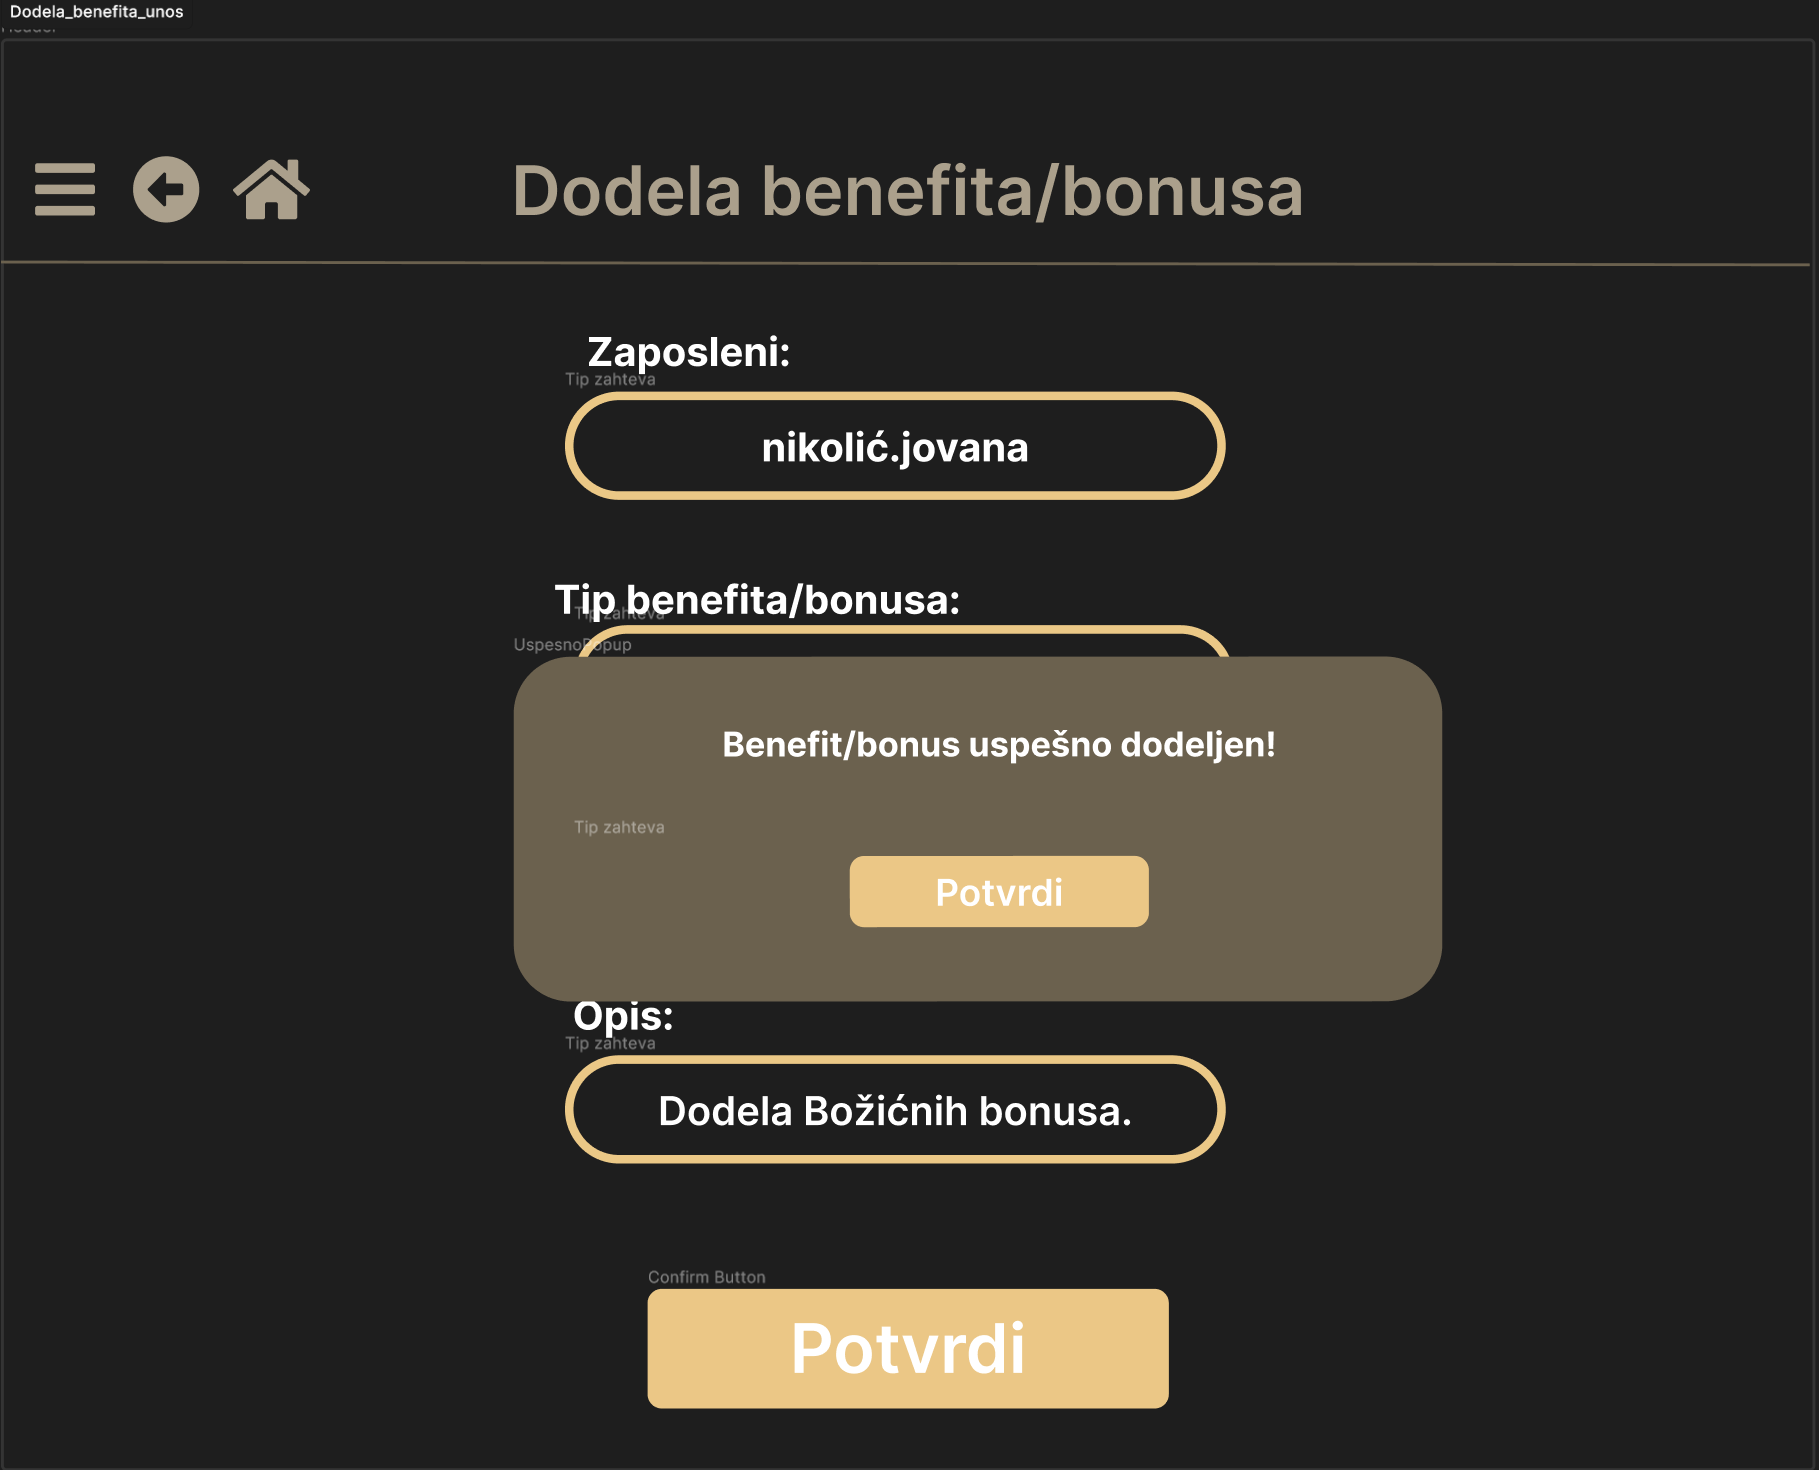 Dodela_benefita_unos
Header
Dodela benefita/bonusa
Zaposleni:
Tip zahteva
nikolić.jovana
Tip benefita/bonusa:
Tip zahteva
UspesnoPopup
Benefit/bonus uspešno dodeljen!
Tip zahteva
Potvrdi
Opis:
Tip zahteva
Dodela Božićnih bonusa.
Confirm Button
Potvrdi